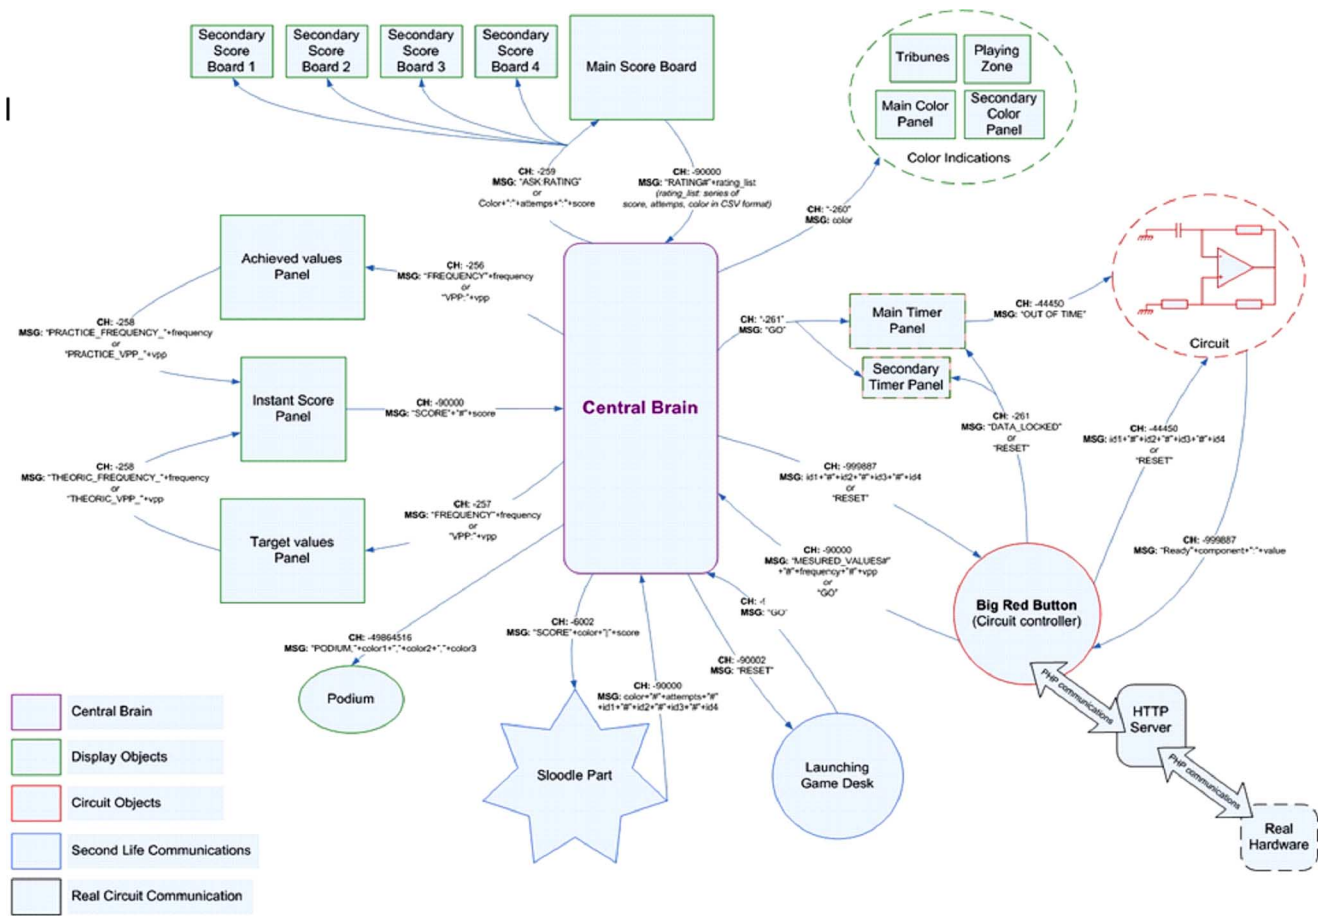 Secondary
Score
Board 1
Secondary
Score
Board 2
Secondary
Score
Board 3
Secondary
Score
Board 4
Main Score Board
Tribunes
Playing
Zone
Main Color
Panel
Secondary
Color
Panel
Color Indications
CH: -259
MSG: "ASK:RATING"
or
Color+":"+attemps+":"+score
CH: -90000
MSG: "RATING#"+rating_list
(rating_list: series of
score, attemps, color in CSV format)
CH: "-260"
MSG: color
Achieved values
Panel
CH: -256
MSG: "FREQUENCY"+frequency
or
"VPP:"+vpp
CH: -258
MSG: "PRACTICE_FREQUENCY_"+frequency
or
"PRACTICE_VPP_"+vpp
CH: "-261"
MSG: "GO"
Main Timer
Panel
CH: -44450
MSG: "OUT OF TIME"
Circuit
Secondary
Timer Panel
Instant Score
Panel
CH: -90000
MSG: "SCORE"+"#"+score
Central Brain
CH: -261
MSG: "DATA_LOCKED"
or
"RESET"
CH: -44450
MSG: id1+"#"+id2+"#"+id3+"#"+id4
or
"RESET"
CH: -258
MSG: "THEORIC_FREQUENCY_"+frequency
or
"THEORIC_VPP_"+vpp
CH: -999887
MSG: id1+"#"+id2+"#"+id3+"#"+id4
or
"RESET"
Target values
Panel
CH: -257
MSG: "FREQUENCY"+frequency
or
"VPP:"+vpp
CH: -90000
MSG: "MESURED_VALUES#"
+"#"+frequency+"#"+vpp
or
"GO"
CH: -999887
MSG: "Ready"+component+":"+value
Big Red Button
(Circuit controller)
CH:
MSG: "GO"
CH: -6002
MSG: "SCORE"+color+"|"+score
CH: -49864516
MSG: "PODIUM,"+color1+","+color2+","+color3
CH: -90002
MSG: "RESET"
CH: -90000
MSG: color+"#"+attempts+"#"
+id1+"#"+id2+"#"+id3+"#"+id4
Podium
PHP communications
HTTP
Server
PHP communications
Real
Hardware
Sloodle Part
Launching
Game Desk
Central Brain
Display Objects
Circuit Objects
Second Life Communications
Real Circuit Communication